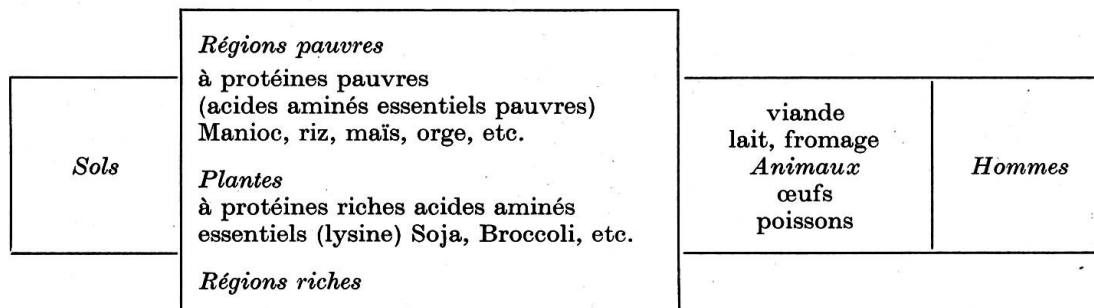 Sols
Régions pauvres
à protéines pauvres
(acides aminés essentiels pauvres)
Manioc, riz, maïs, orge, etc.
Plantes
à protéines riches acides aminés
essentiels (lysine) Soja, Broccoli, etc.
Régions riches
viande
lait, fromage
Animaux
œufs
poissons
Hommes